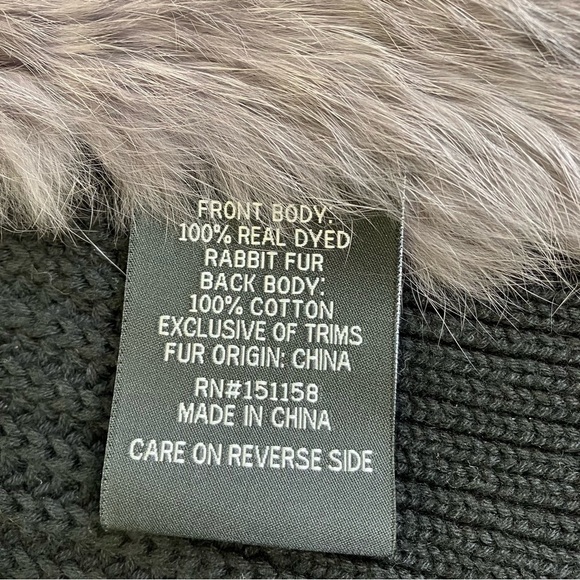 FRONT BODY:
100% REAL DYED
RABBIT FUR
BACK BODY:
100% COTTON
EXCLUSIVE OF TRIMS
FUR ORIGIN: CHINA
RN#151158
MADE IN CHINA
CARE ON REVERSE SIDE